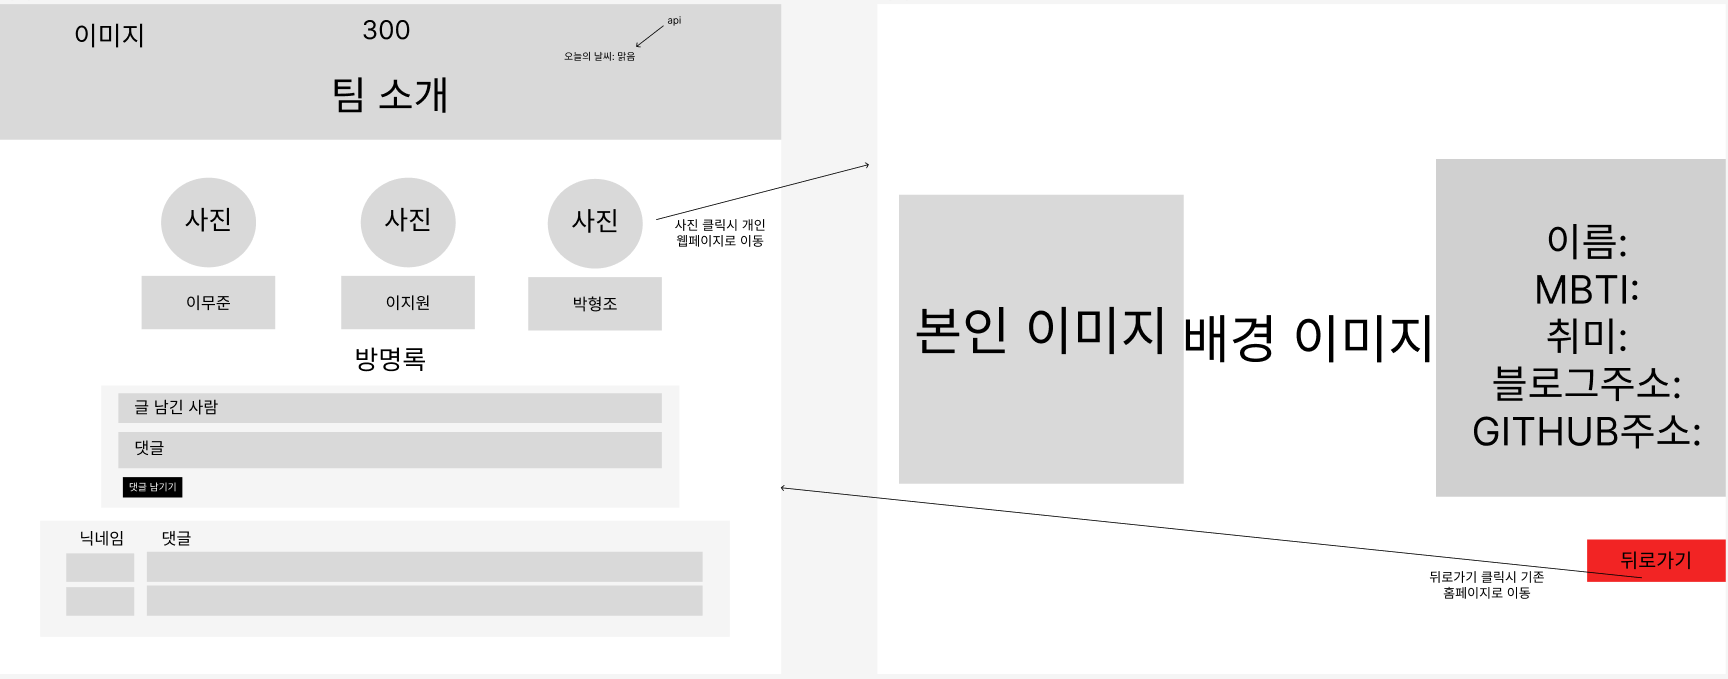 이미지
300
api
오늘의 날씨: 맑음
팀 소개
사진
사진
사진
사진 클릭시 개인
웹페이지로 이동
이무준
이지원
박형조
방명록
글 남긴 사람
댓글
댓글 남기기
닉네임
댓글
본인 이미지
배경 이미지
이름:
MBTI:
취미:
블로그주소:
GITHUB주소:
뒤로가기
뒤로가기 클릭시 기존
홈페이지로 이동